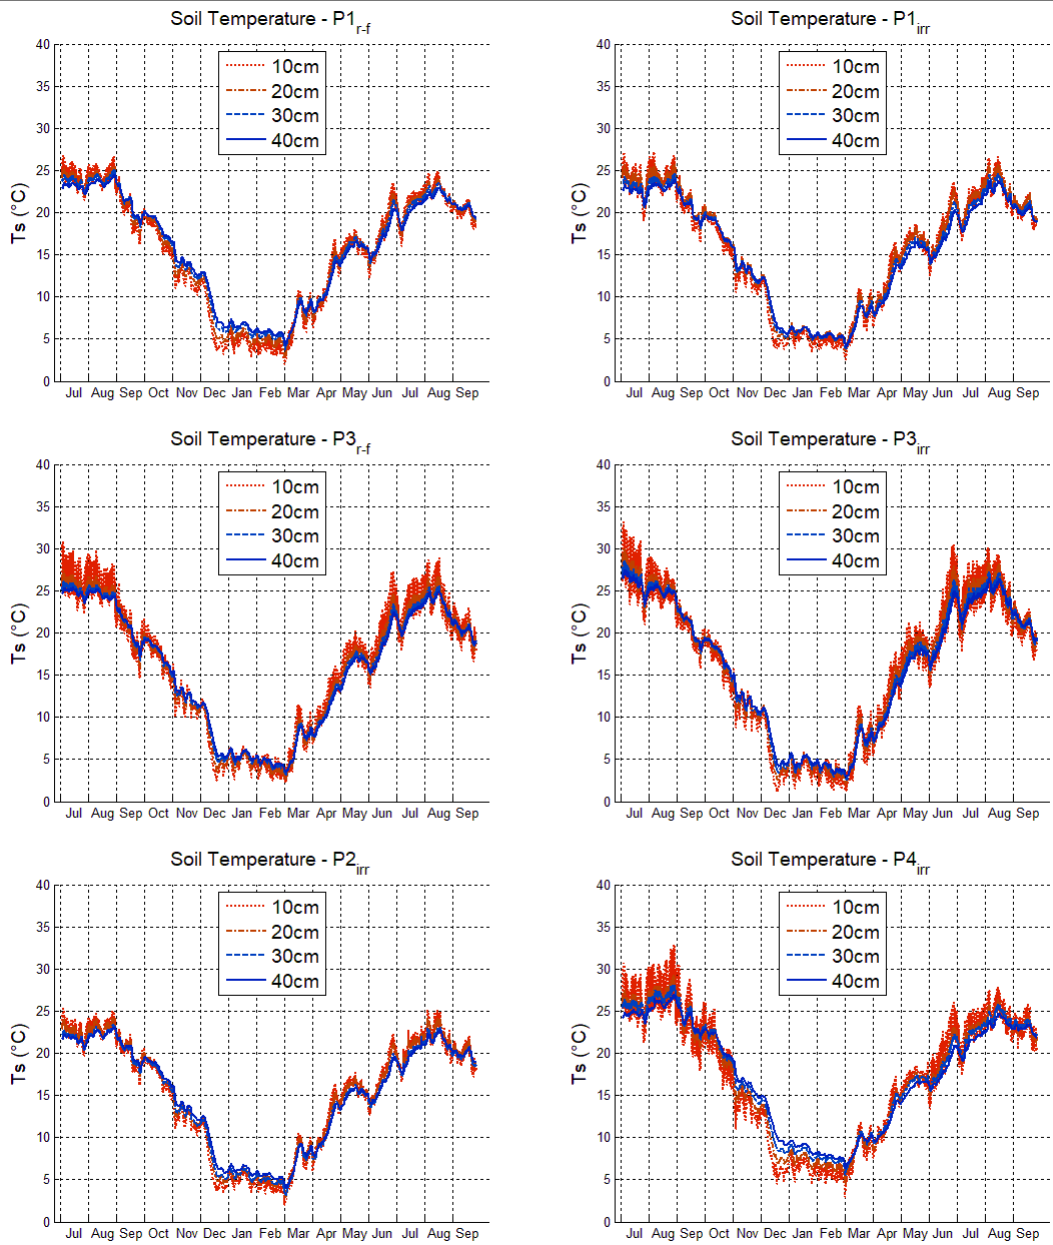 Soil Temperature - P1r-f
40
35
30
25
20
15
10
5
0
Ts (°C)
10cm
20cm
30cm
40cm
Jul Aug Sep Oct Nov Dec Jan Feb Mar Apr May Jun Jul Aug Sep
Soil Temperature - P1irr
40
35
30
25
20
15
10
5
0
Ts (°C)
10cm
20cm
30cm
40cm
Jul Aug Sep Oct Nov Dec Jan Feb Mar Apr May Jun Jul Aug Sep
Soil Temperature - P3r-f
40
35
30
25
20
15
10
5
0
Ts (°C)
10cm
20cm
30cm
40cm
Jul Aug Sep Oct Nov Dec Jan Feb Mar Apr May Jun Jul Aug Sep
Soil Temperature - P3irr
40
35
30
25
20
15
10
5
0
Ts (°C)
10cm
20cm
30cm
40cm
Jul Aug Sep Oct Nov Dec Jan Feb Mar Apr May Jun Jul Aug Sep
Soil Temperature - P2irr
40
35
30
25
20
15
10
5
0
Ts (°C)
10cm
20cm
30cm
40cm
Jul Aug Sep Oct Nov Dec Jan Feb Mar Apr May Jun Jul Aug Sep
Soil Temperature - P4irr
40
35
30
25
20
15
10
5
0
Ts (°C)
10cm
20cm
30cm
40cm
Jul Aug Sep Oct Nov Dec Jan Feb Mar Apr May Jun Jul Aug Sep